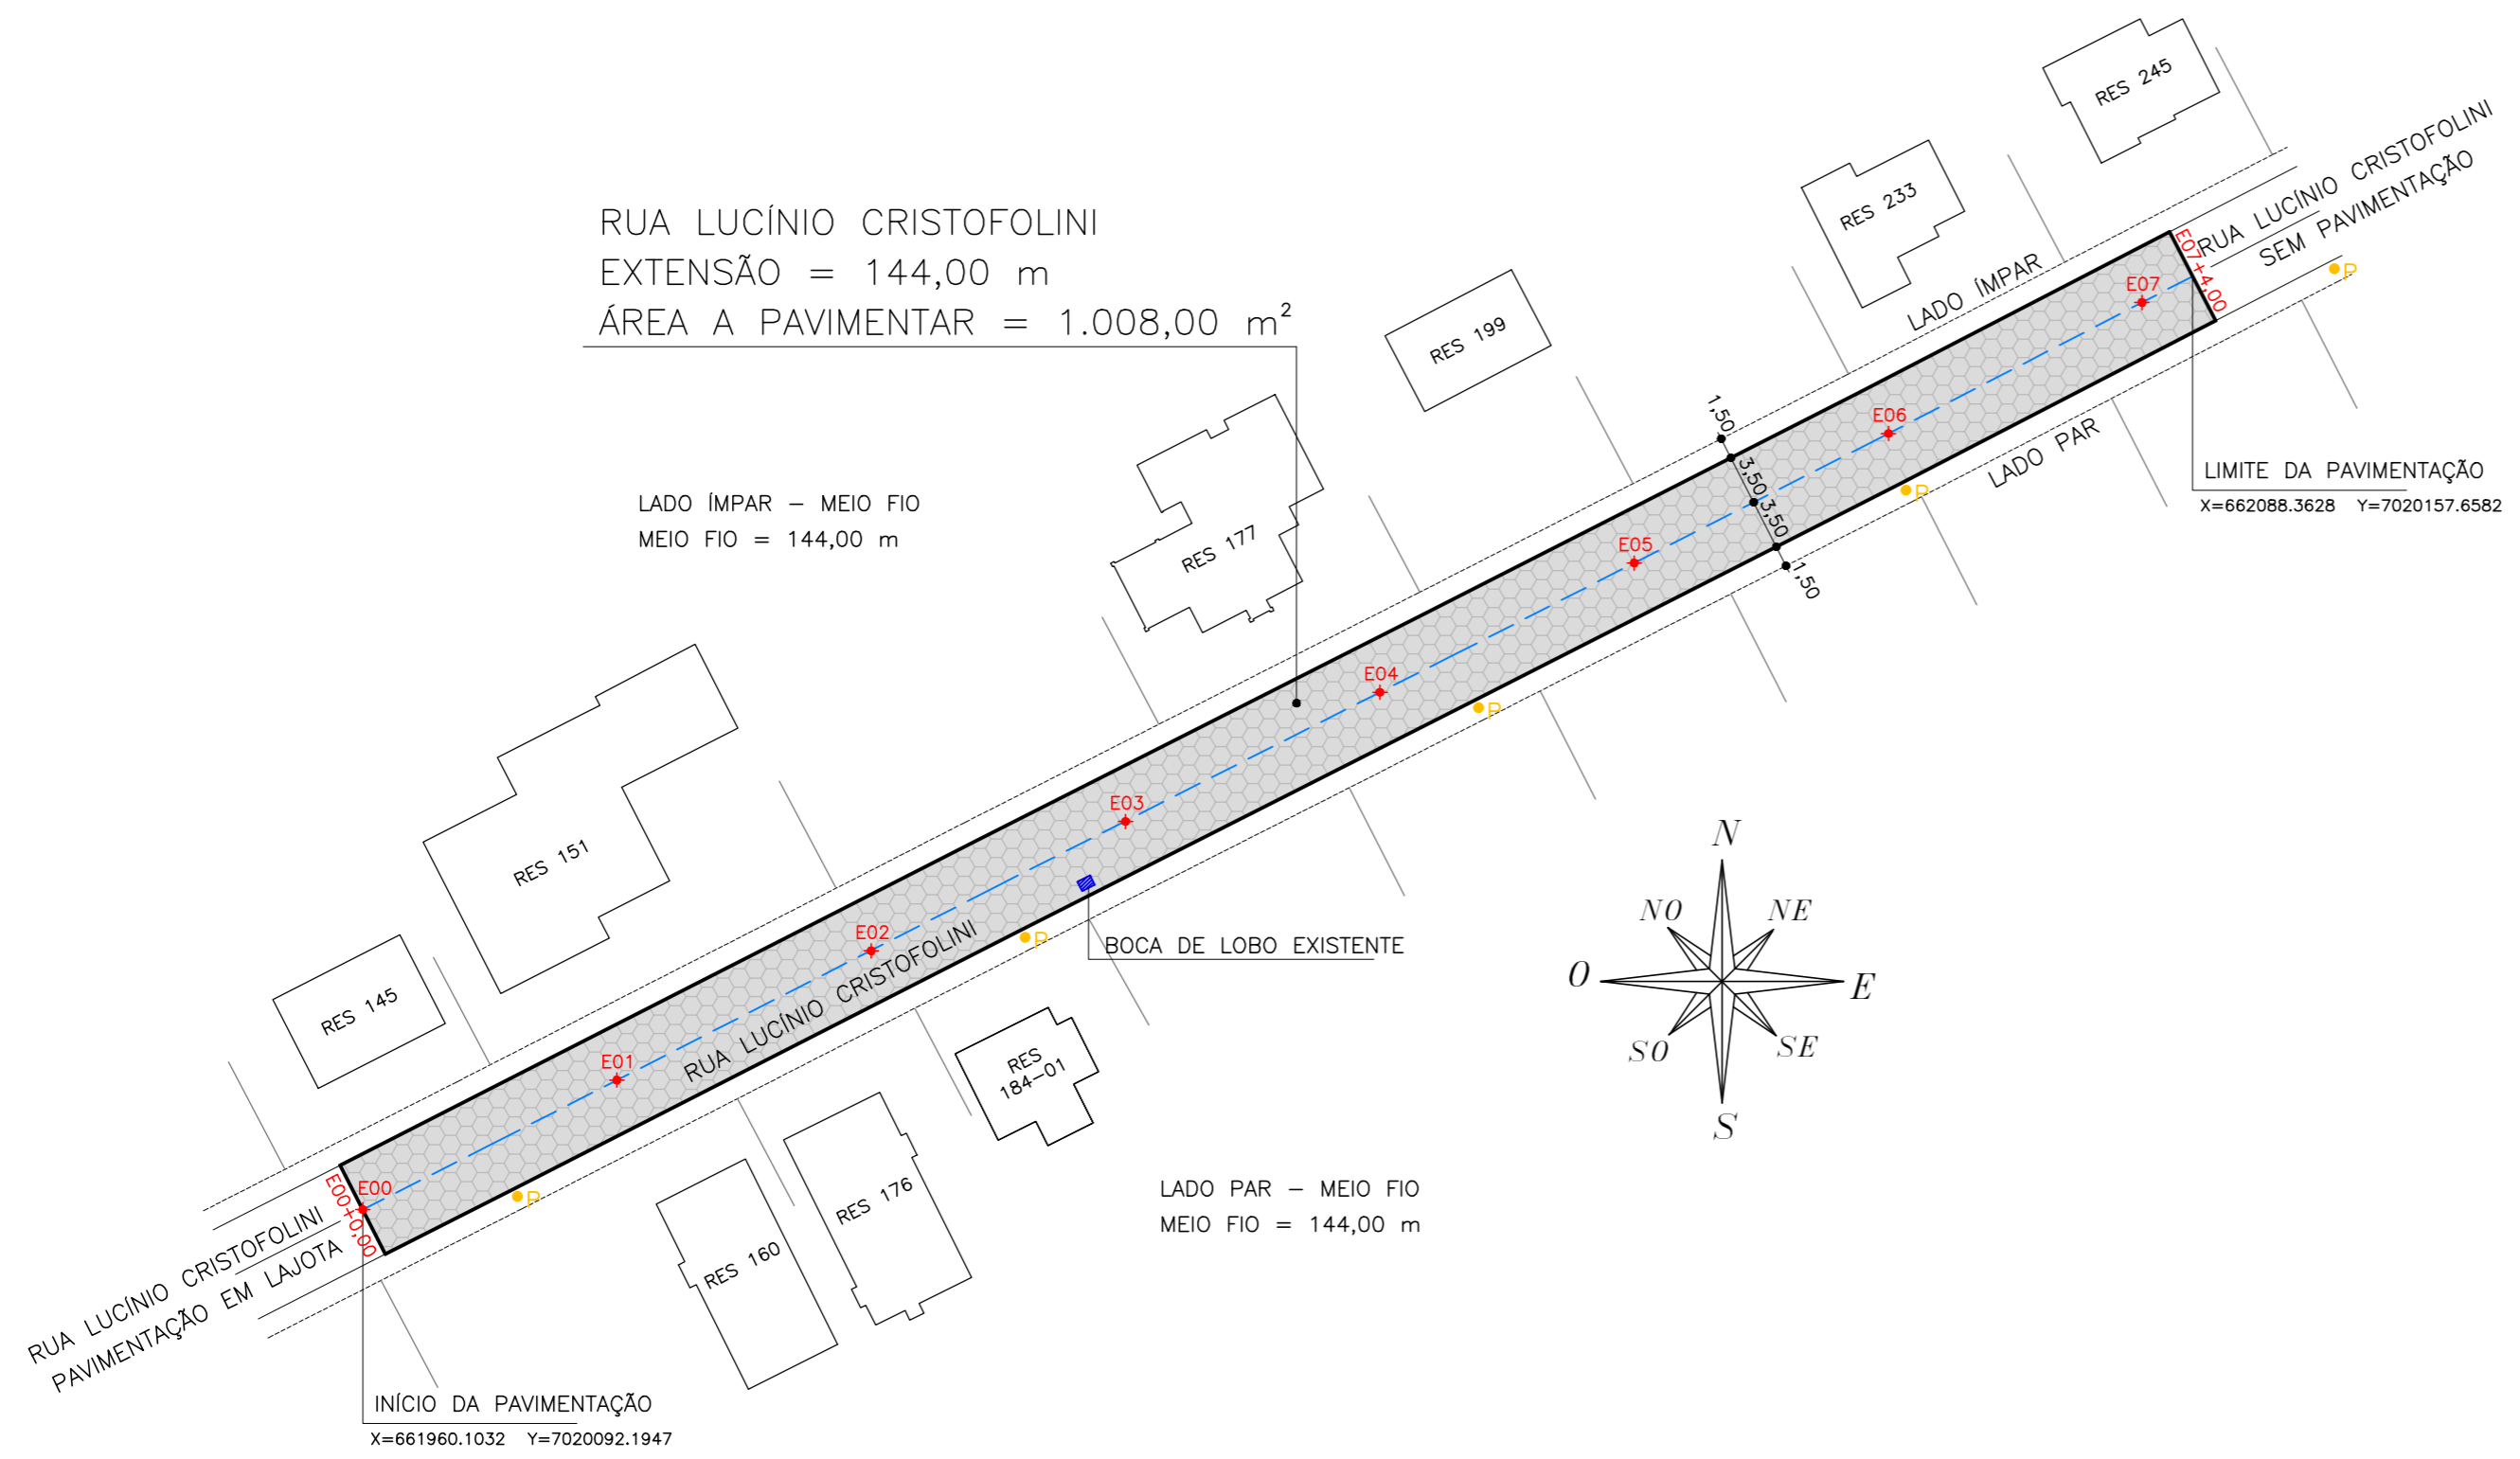 RES 245
RUA LUCÍNIO CRISTOFOLINI
SEM PAVIMENTAÇÃO
P
E07+4,00
E07
RES 233
LADO ÍMPAR
RUA LUCÍNIO CRISTOFOLINI
EXTENSÃO = 144,00 m
ÁREA A PAVIMENTAR = 1.008,00 m²
RES 199
1,50
3,50
3,50
1,50
E06
P
LADO PAR
LIMITE DA PAVIMENTAÇÃO
X=662088.3628 Y=7020157.6582
LADO ÍMPAR – MEIO FIO
MEIO FIO = 144,00 m
RES 177
E05
E04
P
E03
RES 151
E02
RUA LUCÍNIO CRISTOFOLINI
P
BOCA DE LOBO EXISTENTE
N
NO
NE
O
E
SO
SE
S
RES 145
E01
RES
184–01
E00
E00+0,00
P
RES 176
RES 160
LADO PAR – MEIO FIO
MEIO FIO = 144,00 m
RUA LUCÍNIO CRISTOFOLINI
PAVIMENTAÇÃO EM LAJOTA
INÍCIO DA PAVIMENTAÇÃO
X=661960.1032 Y=7020092.1947